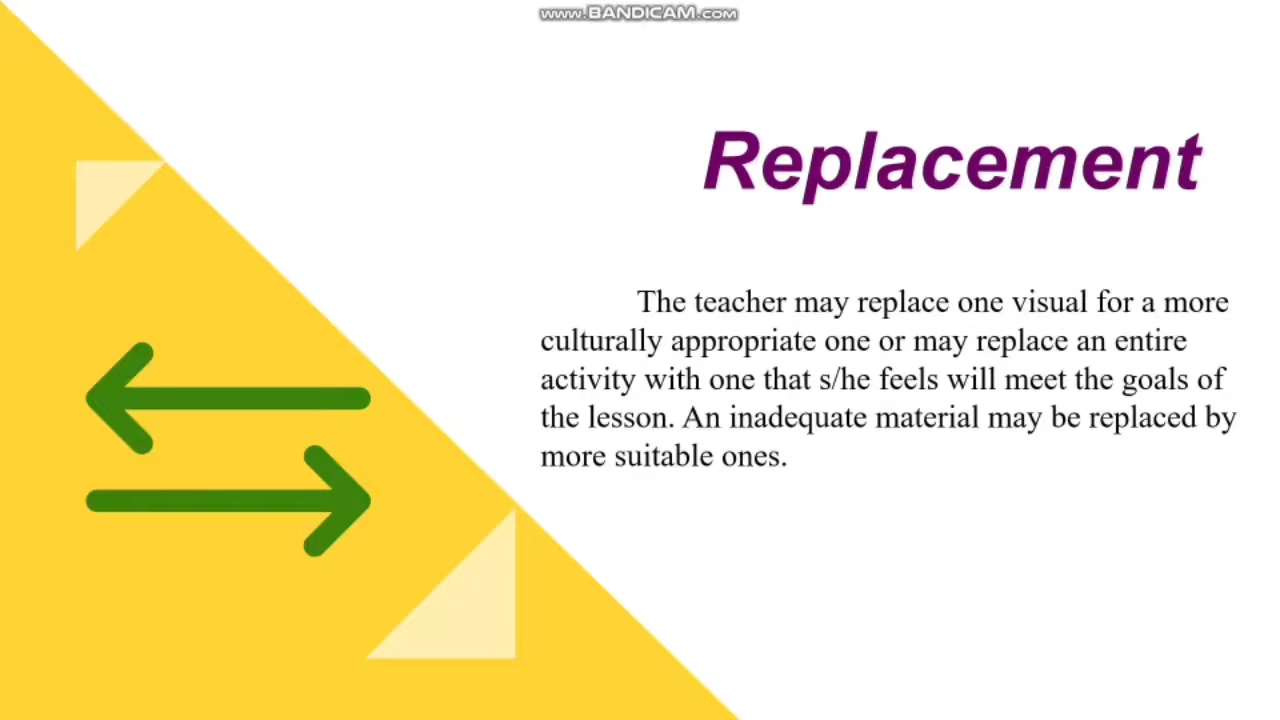 www.BANDICAM.com
Replacement
The teacher may replace one visual for a more
culturally appropriate one or may replace an entire
activity with one that s/he feels will meet the goals of
the lesson. An inadequate material may be replaced by
more suitable ones.